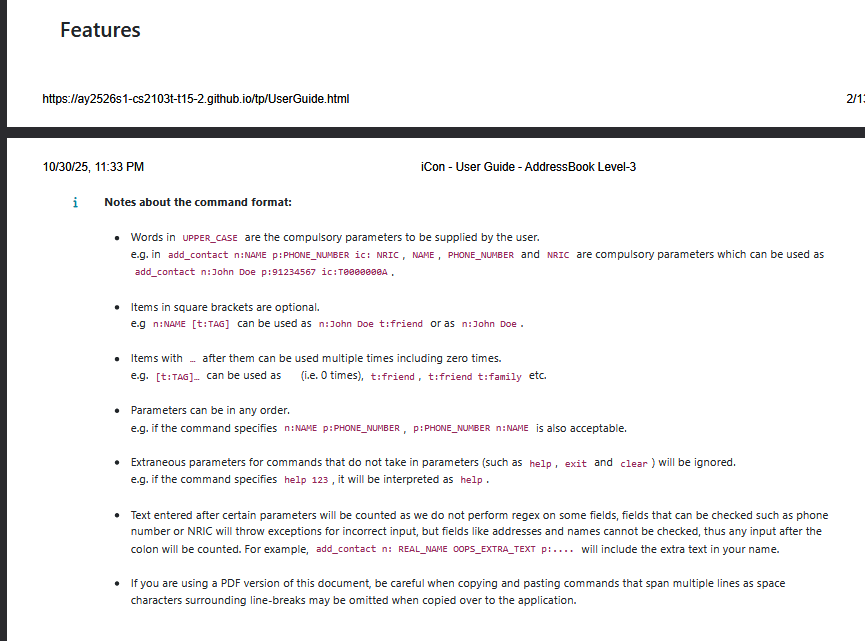 Features
https://ay2526s1-cs2103t-t15-2.github.io/tp/UserGuide.html
2/13
10/30/25, 11:33 PM
iCon - User Guide - AddressBook Level-3
Notes about the command format:
Words in UPPER_CASE are the compulsory parameters to be supplied by the user.
e.g. in add_contact n:NAME p:PHONE_NUMBER ic: NRIC , NAME , PHONE_NUMBER and NRIC are compulsory parameters which can be used as
add_contact n:John Doe p:91234567 ic:T0000000A .
Items in square brackets are optional.
e.g n:NAME [t:TAG] can be used as n:John Doe t:friend or as n:John Doe .
Items with … after them can be used multiple times including zero times.
e.g. [t:TAG]… can be used as (i.e. 0 times), t:friend , t:friend t:family etc.
Parameters can be in any order.
e.g. if the command specifies n:NAME p:PHONE_NUMBER , p:PHONE_NUMBER n:NAME is also acceptable.
Extraneous parameters for commands that do not take in parameters (such as help , exit and clear ) will be ignored.
e.g. if the command specifies help 123 , it will be interpreted as help .
Text entered after certain parameters will be counted as we do not perform regex on some fields, fields that can be checked such as phone
number or NRIC will throw exceptions for incorrect input, but fields like addresses and names cannot be checked, thus any input after the
colon will be counted. For example, add_contact n: REAL_NAME OOPS_EXTRA_TEXT p:.... will include the extra text in your name.
If you are using a PDF version of this document, be careful when copying and pasting commands that span multiple lines as space
characters surrounding line-breaks may be omitted when copied over to the application.